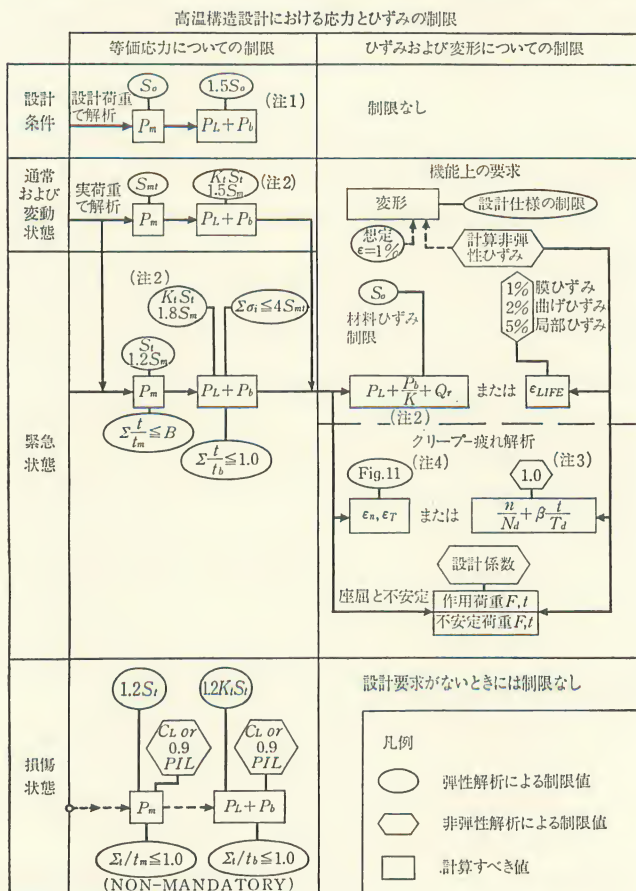 高温構造設計における応力とひずみの制限
等価応力についての制限
ひずみおよび変形についての制限
設計
条件
設計荷重
で解析
So
Pm
1.5So
PL+Pb
(注1)
制限なし
通常
および
変動
状態
実荷重
で解析
Smt
Pm
KtSt
1.5Sm
PL+Pb
(注2)
機能上の要求
変形
設計仕様の制限
想定
ε=1%
計算非弾
性ひずみ
So
材料ひずみ
制限
1% 膜ひずみ
2% 曲げひずみ
5% 局部ひずみ
緊急
状態
(注2)
KtSt
1.8Sm
Σσi≦4Smt
St
1.2Sm
Pm
PL+Pb
Σt/tm≦B
Σt/tb≦1.0
PL+Pb/K+Qr
または
εLIFE
(注2)
クリープ-疲れ解析
Fig.11
(注4)
εn, εT
または
1.0
(注3)
n/Nd+βt/Td
設計係数
座屈と不安定
作用荷重F,t
不安定荷重F,t
損傷
状態
1.2St
1.2KtSt
CL or
0.9
PIL
CL or
0.9
PIL
Pm
PL+Pb
Σt/tm≦1.0
Σt/tb≦1.0
(NON-MANDATORY)
設計要求がないときには制限なし
凡例
弾性解析による制限値
非弾性解析による制限値
計算すべき値